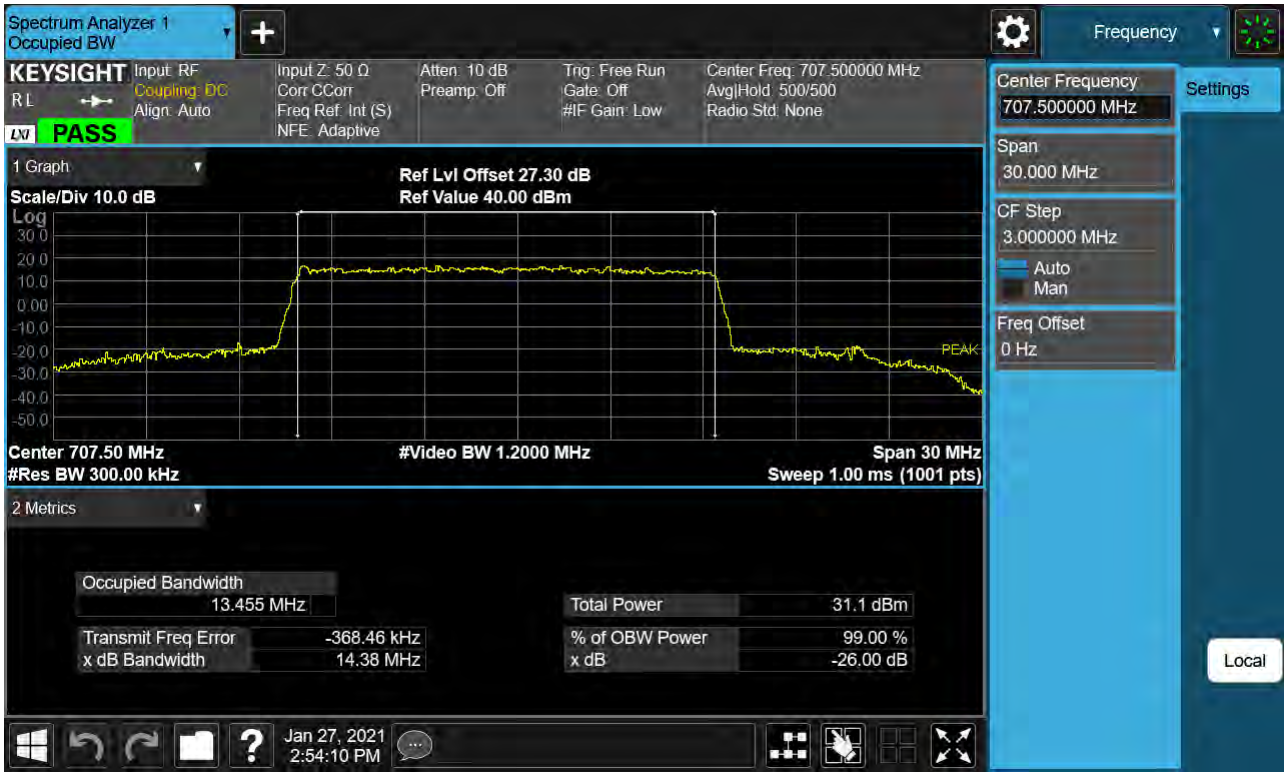 Spectrum Analyzer 1
Occupied BW
+
Frequency
KEYSIGHT
Input: RF
Input Z: 50 Ω
Atten: 10 dB
Trig: Free Run
Center Freq: 707.500000 MHz
RL
Coupling: DC
Corr CCorr
Preamp: Off
Gate: Off
Avg|Hold: 500/500
Align: Auto
Freq Ref: Int (S)
#IF Gain: Low
Radio Std: None
LXI
PASS
NFE: Adaptive
Center Frequency
707.500000 MHz
Settings
Span
30.000 MHz
CF Step
3.000000 MHz
Auto
Man
Freq Offset
0 Hz
1 Graph
Ref Lvl Offset 27.30 dB
Scale/Div 10.0 dB
Ref Value 40.00 dBm
Log
30.0
20.0
10.0
0.00
-10.0
-20.0
PEAK
-30.0
-40.0
-50.0
Center 707.50 MHz
#Video BW 1.2000 MHz
Span 30 MHz
#Res BW 300.00 kHz
Sweep 1.00 ms (1001 pts)
2 Metrics
Occupied Bandwidth
13.455 MHz
Total Power
31.1 dBm
Transmit Freq Error
-368.46 kHz
% of OBW Power
99.00 %
x dB Bandwidth
14.38 MHz
x dB
-26.00 dB
Local
?
Jan 27, 2021
2:54:10 PM